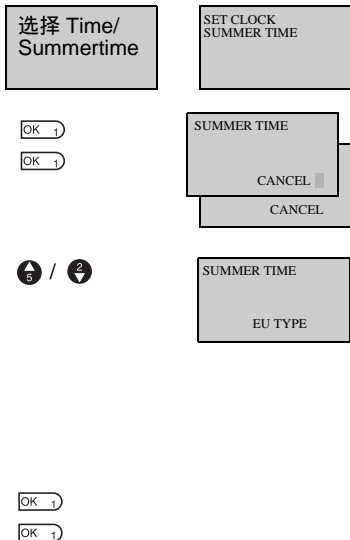 选择 Time/
Summertime
SET CLOCK
SUMMER TIME
OK 1
OK 1
SUMMER TIME
CANCEL
CANCEL
5 / 2
SUMMER TIME
EU TYPE
OK 1
OK 1